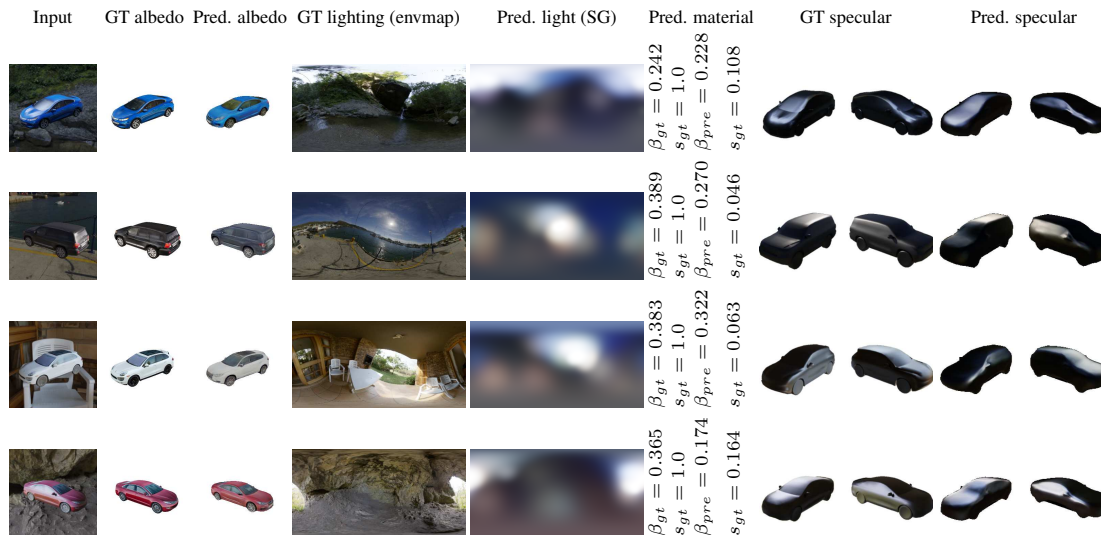 Input GT albedo Pred. albedo GT lighting (envmap) Pred. light (SG) Pred. material GT specular Pred. specular
β_gt = 0.242
s_gt = 1.0
β_pre = 0.228
s_gt = 0.108
β_gt = 0.389
s_gt = 1.0
β_pre = 0.270
s_gt = 0.046
β_gt = 0.383
s_gt = 1.0
β_pre = 0.322
s_gt = 0.063
β_gt = 0.365
s_gt = 1.0
β_pre = 0.174
s_gt = 0.164